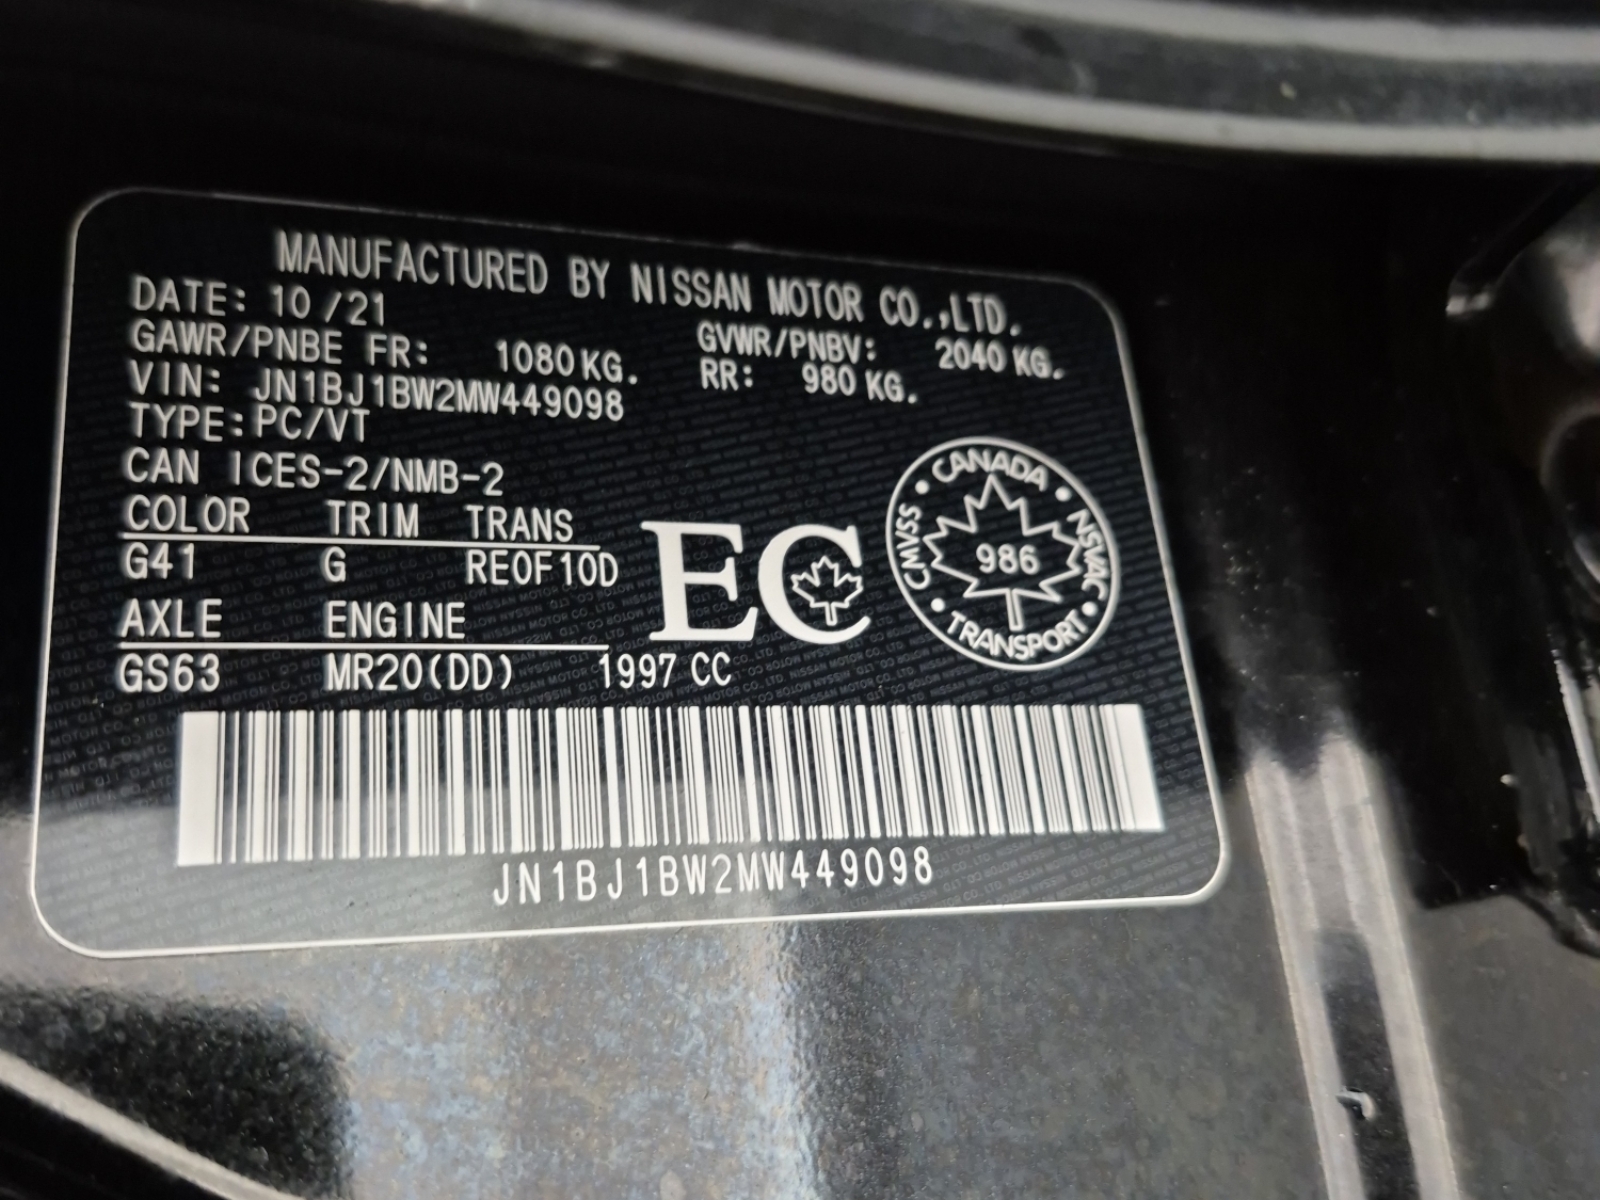 MANUFACTURED BY NISSAN MOTOR CO.,LTD.
DATE: 10/21
GAWR/PNBE FR: 1080KG. GVWR/PNBV: 2040 KG.
RR: 980 KG.
VIN: JN1BJ1BW2MW449098
TYPE:PC/VT
CAN ICES-2/NMB-2
COLOR TRIM TRANS
G41 G RE0F10D
AXLE ENGINE
GS63 MR20(DD) 1997 CC
EC
CANADA
CMVSS 986 NSVAC
TRANSPORT
JN1BJ1BW2MW449098